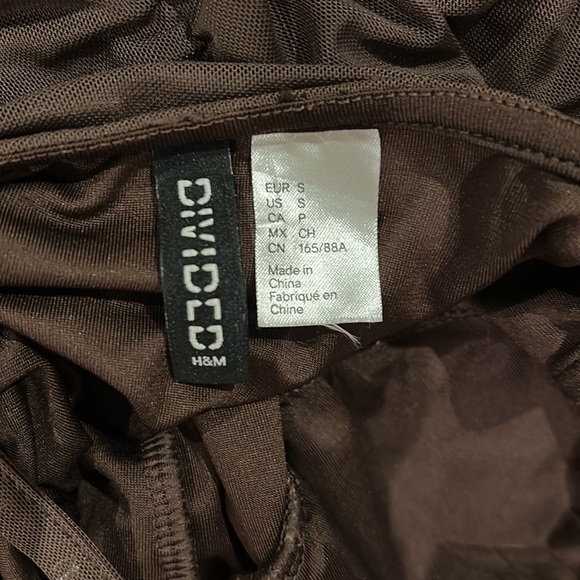 DIVIDED
H&M
EUR S
US S
CA P
MX CH
CN 165/88A
Made in
China
Fabriqué en
Chine